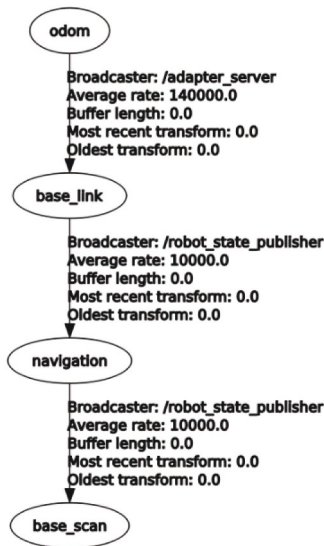 odom
Broadcaster: /adapter_server
Average rate: 140000.0
Buffer length: 0.0
Most recent transform: 0.0
Oldest transform: 0.0
base_link
Broadcaster: /robot_state_publisher
Average rate: 10000.0
Buffer length: 0.0
Most recent transform: 0.0
Oldest transform: 0.0
navigation
Broadcaster: /robot_state_publisher
Average rate: 10000.0
Buffer length: 0.0
Most recent transform: 0.0
Oldest transform: 0.0
base_scan